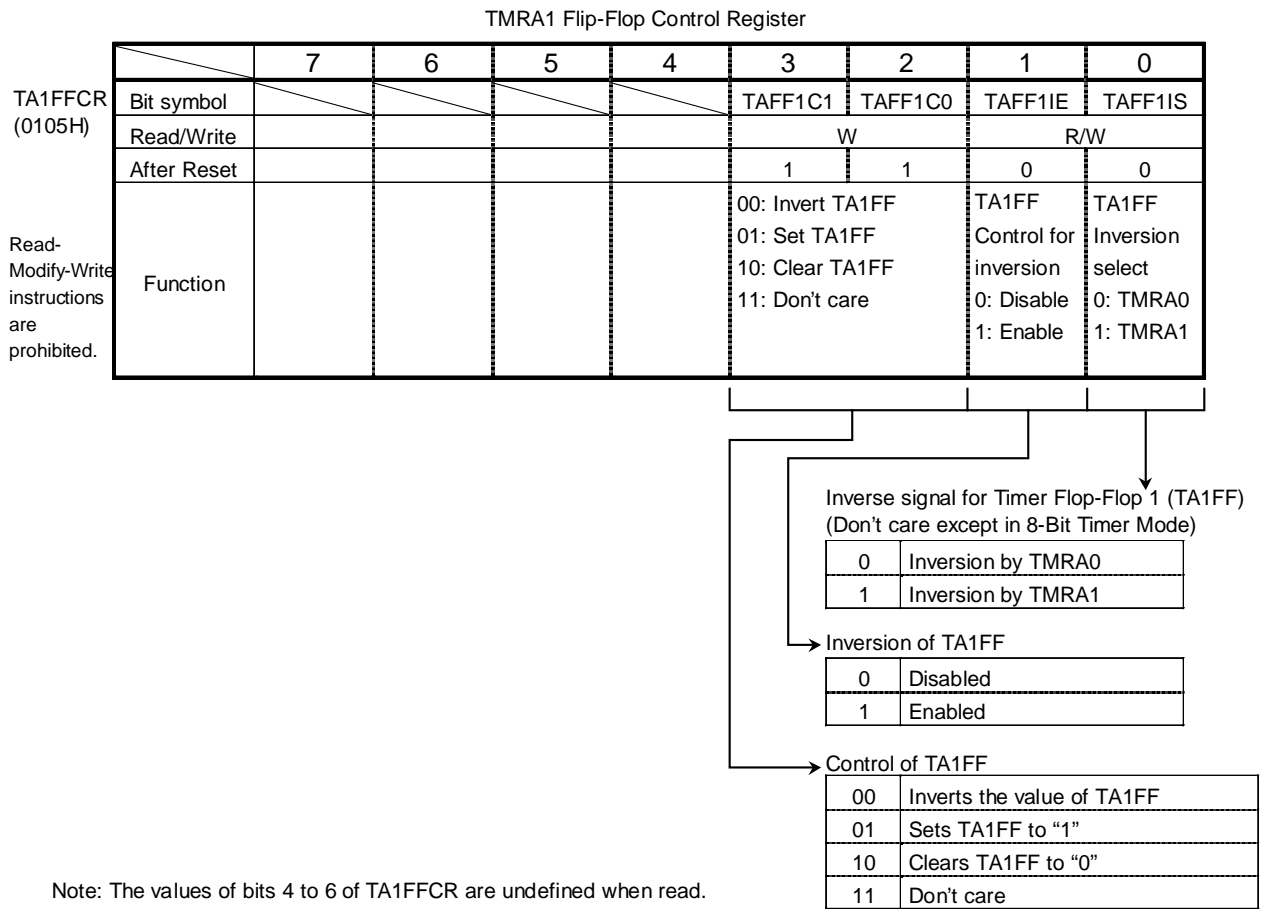 TMRA1 Flip-Flop Control Register
7 6 5 4 3 2 1 0
TA1FFCR
(0105H)
Bit symbol TAFF1C1 TAFF1C0 TAFF1IE TAFF1IS
Read/Write W R/W
After Reset 1 1 0 0
Read-
Modify-Write
instructions
are
prohibited.
Function
00: Invert TA1FF
01: Set TA1FF
10: Clear TA1FF
11: Don't care
TA1FF
Control for
inversion
0: Disable
1: Enable
TA1FF
Inversion
select
0: TMRA0
1: TMRA1
Inverse signal for Timer Flop-Flop 1 (TA1FF)
(Don't care except in 8-Bit Timer Mode)
0 Inversion by TMRA0
1 Inversion by TMRA1
Inversion of TA1FF
0 Disabled
1 Enabled
Control of TA1FF
00 Inverts the value of TA1FF
01 Sets TA1FF to “1”
10 Clears TA1FF to “0”
11 Don't care
Note: The values of bits 4 to 6 of TA1FFCR are undefined when read.